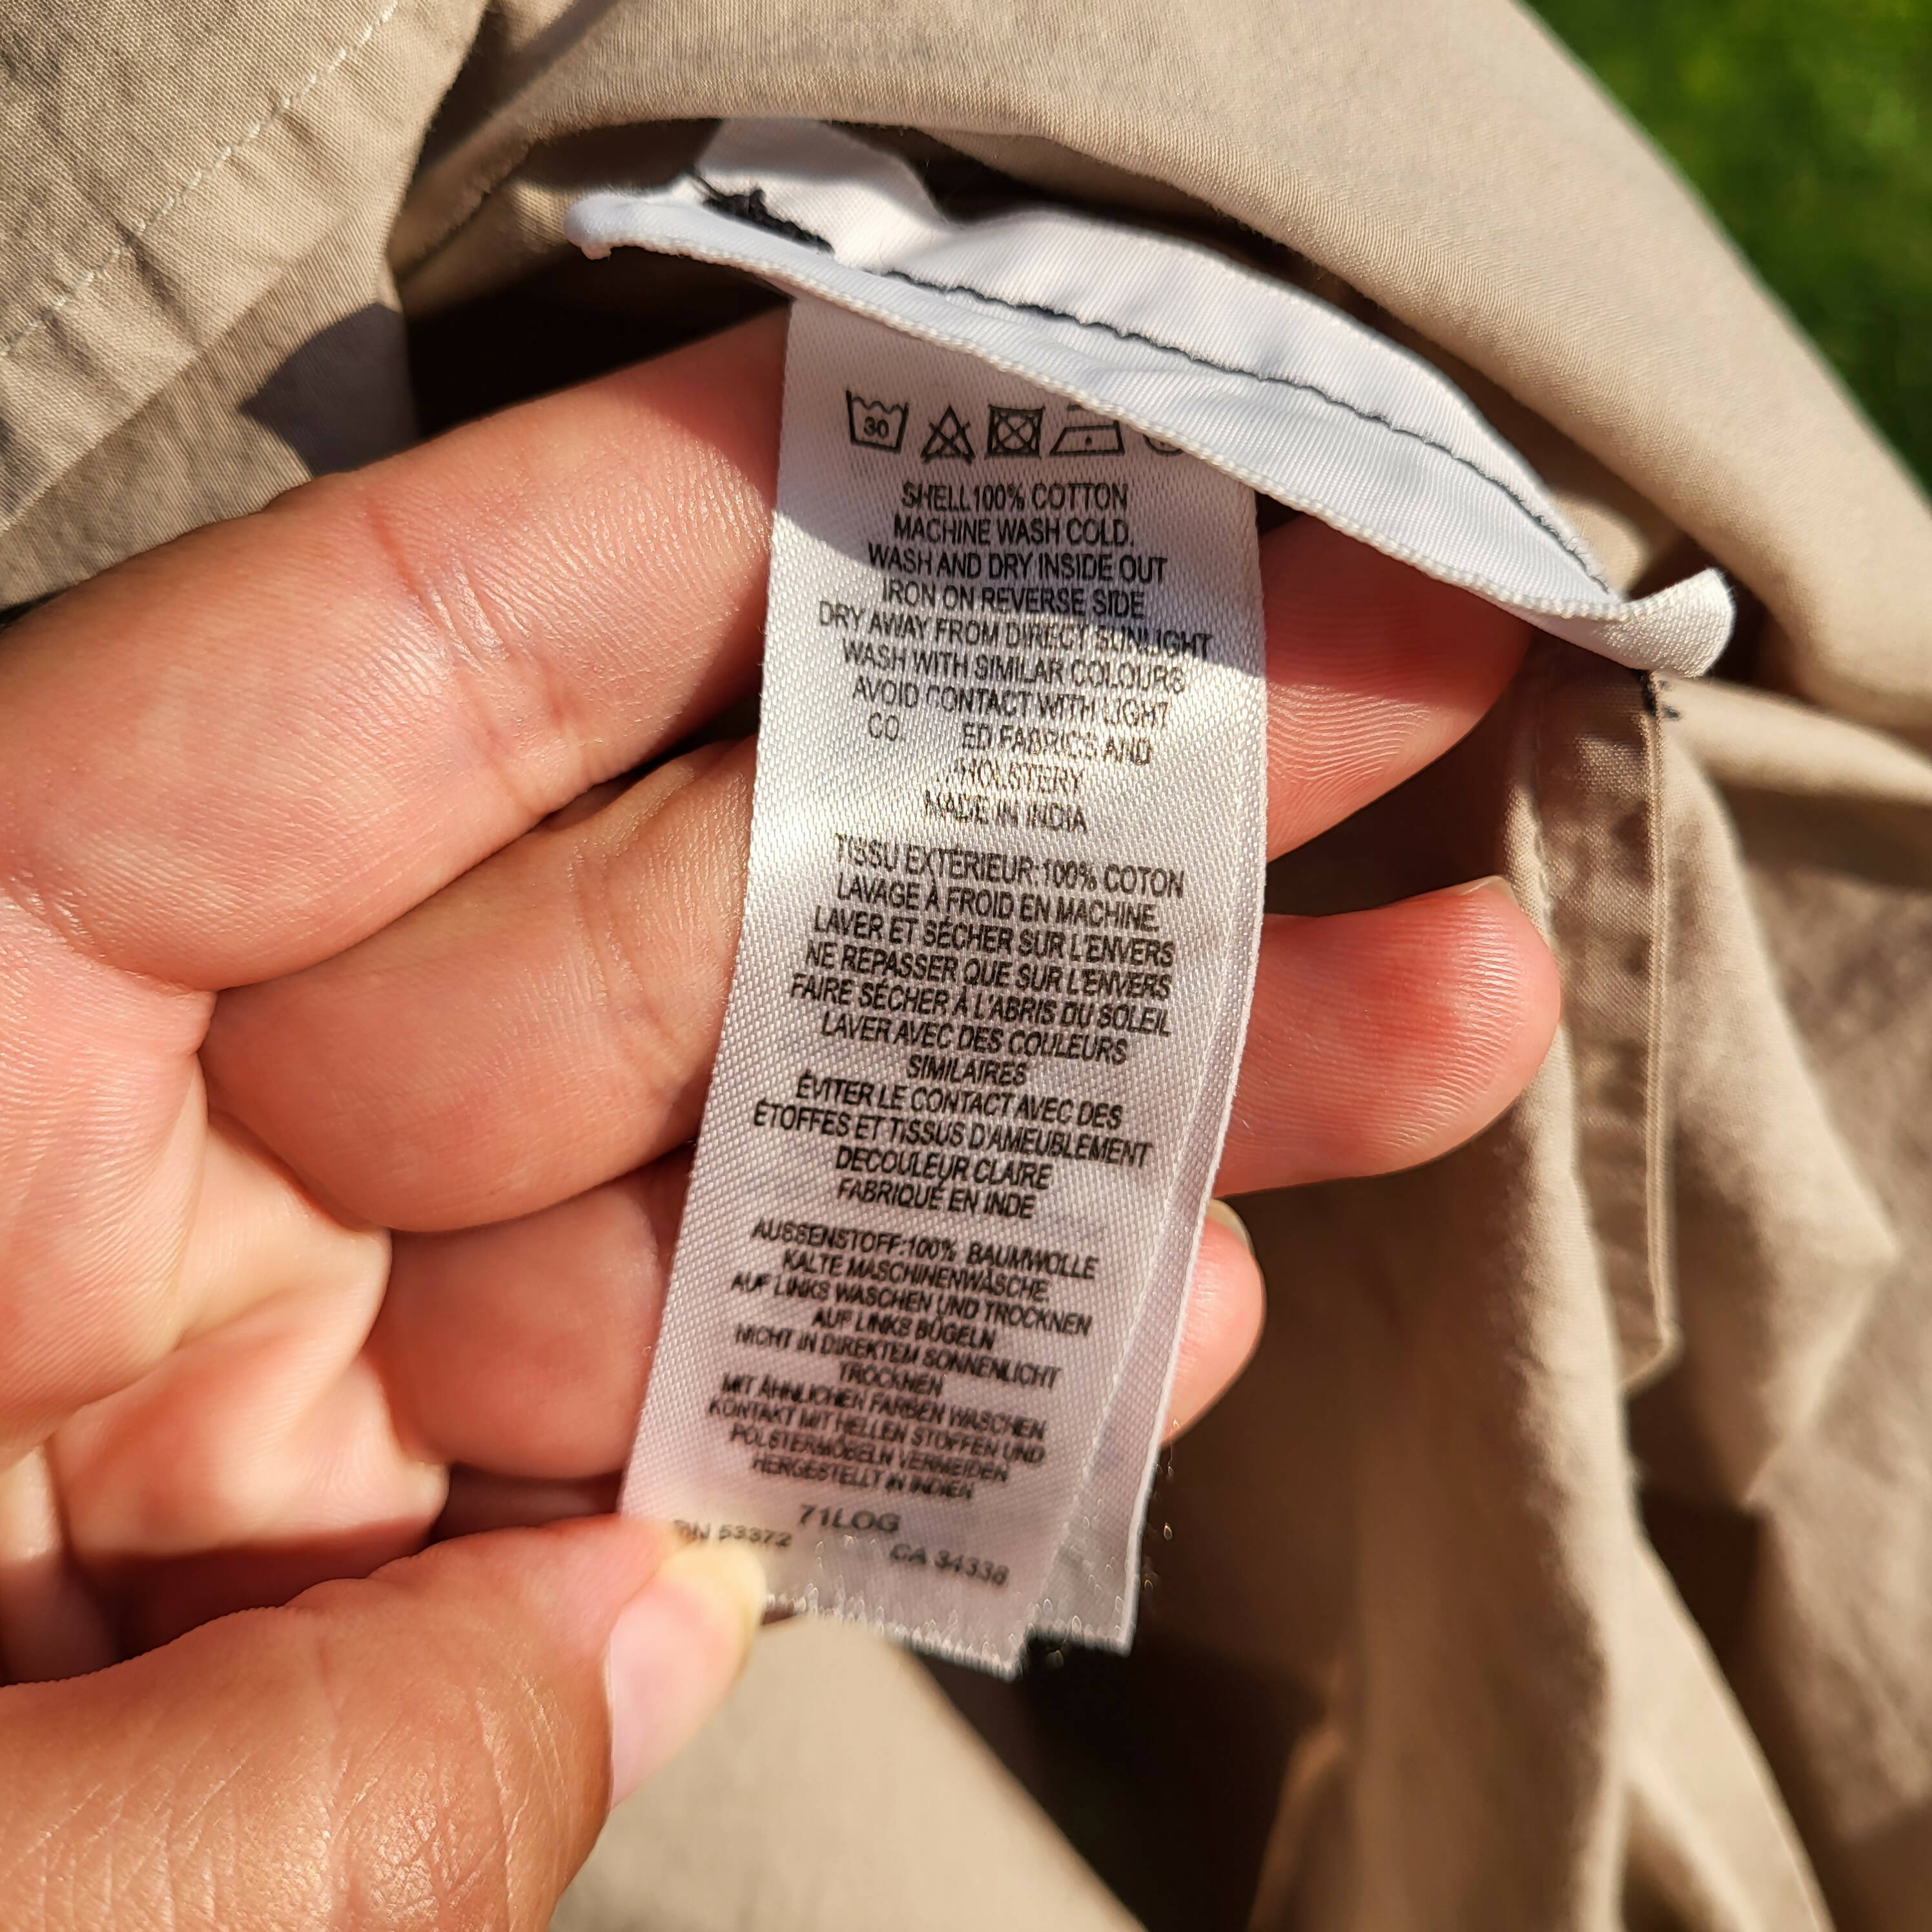 30
SHELL100% COTTON
MACHINE WASH COLD.
WASH AND DRY INSIDE OUT
IRON ON REVERSE SIDE
DRY AWAY FROM DIRECT SUNLIGHT
WASH WITH SIMILAR COLOURS
AVOID CONTACT WITH LIGHT
CO ED FABRICS AND
HOLSTERY
MADE IN INDIA
TISSU EXTÉRIEUR:100% COTON
LAVAGE À FROID EN MACHINE.
LAVER ET SÉCHER SUR L'ENVERS
NE REPASSER QUE SUR L'ENVERS
FAIRE SÉCHER À L'ABRIS DU SOLEIL
LAVER AVEC DES COULEURS
SIMILAIRES
ÉVITER LE CONTACT AVEC DES
ÉTOFFES ET TISSUS D'AMEUBLEMENT
DECOULEUR CLAIRE
FABRIQUÉ EN INDE
AUSSENSTOFF:100% BAUMWOLLE
KALTE MASCHINENWÄSCHE.
AUF LINKS WASCHEN UND TROCKNEN
AUF LINKS BÜGELN
NICHT IN DIREKTEM SONNENLICHT
TROCKNEN
MIT ÄHNLICHEN FARBEN WASCHEN
KONTAKT MIT HELLEN STOFFEN UND
POLSTERMÖBELN VERMEIDEN
HERGESTELLT IN INDIEN
71LOG
RN 53372 CA 34338